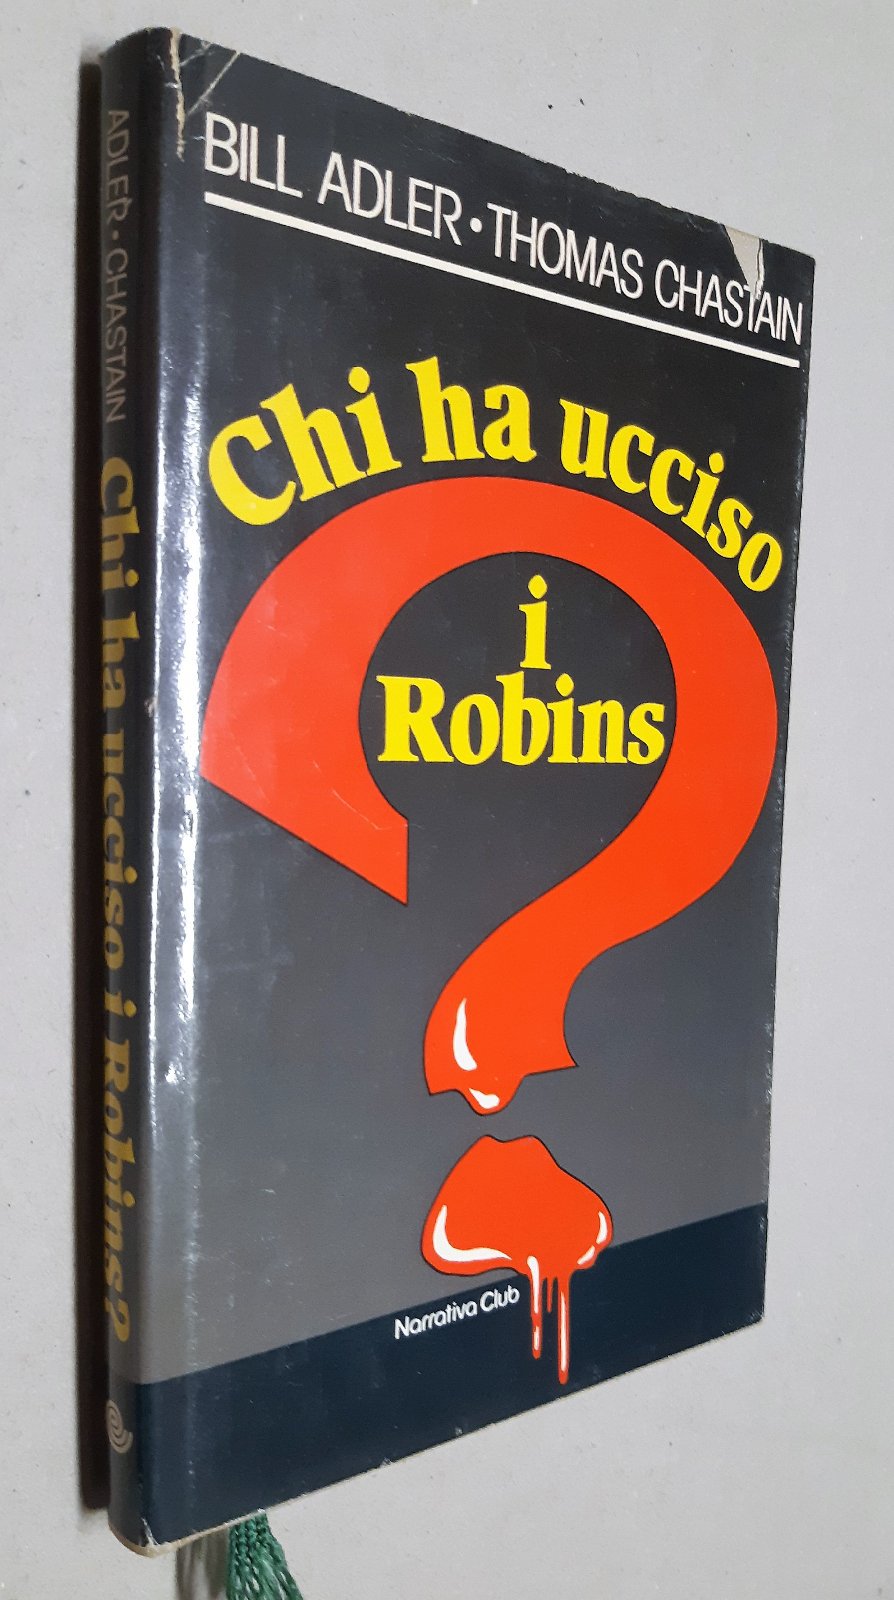 BILL ADLER • THOMAS CHASTAIN
Chi ha ucciso
i
Robins
?
Narrativa Club
ADLER • CHASTAIN Chi ha ucciso i Robins?